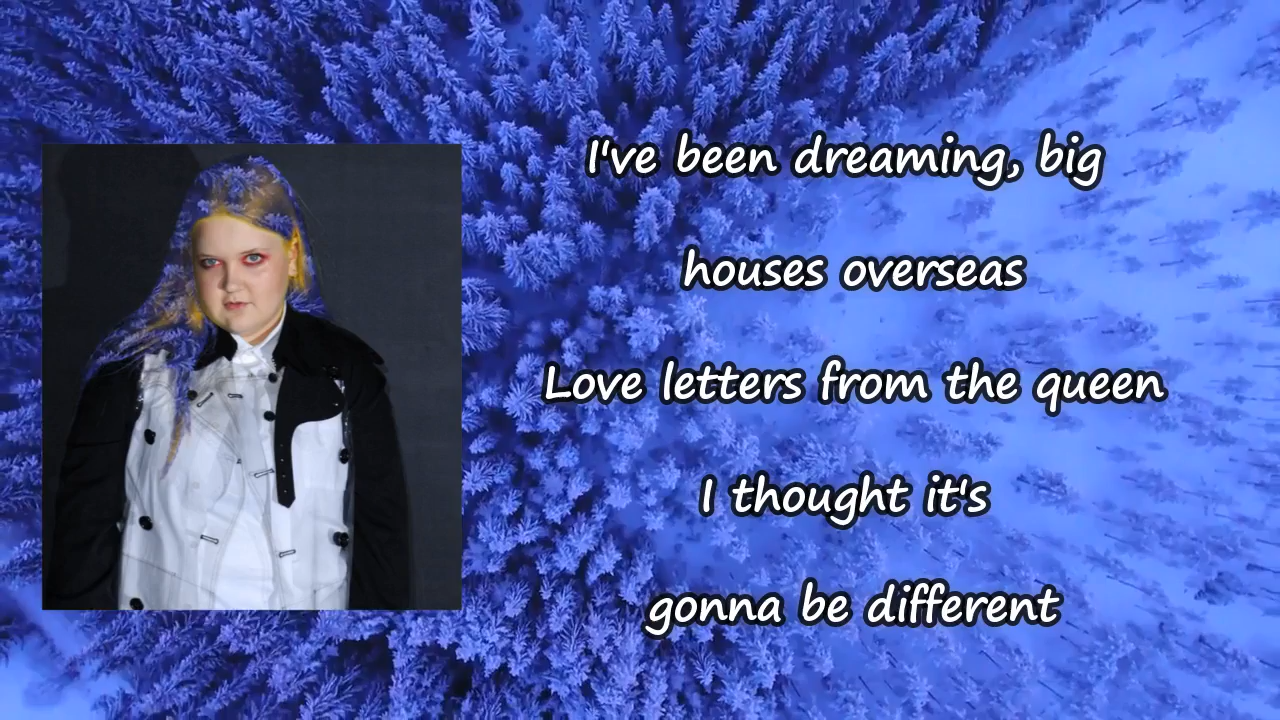 I've been dreaming, big
houses overseas
Love letters from the queen
I thought it's
gonna be different